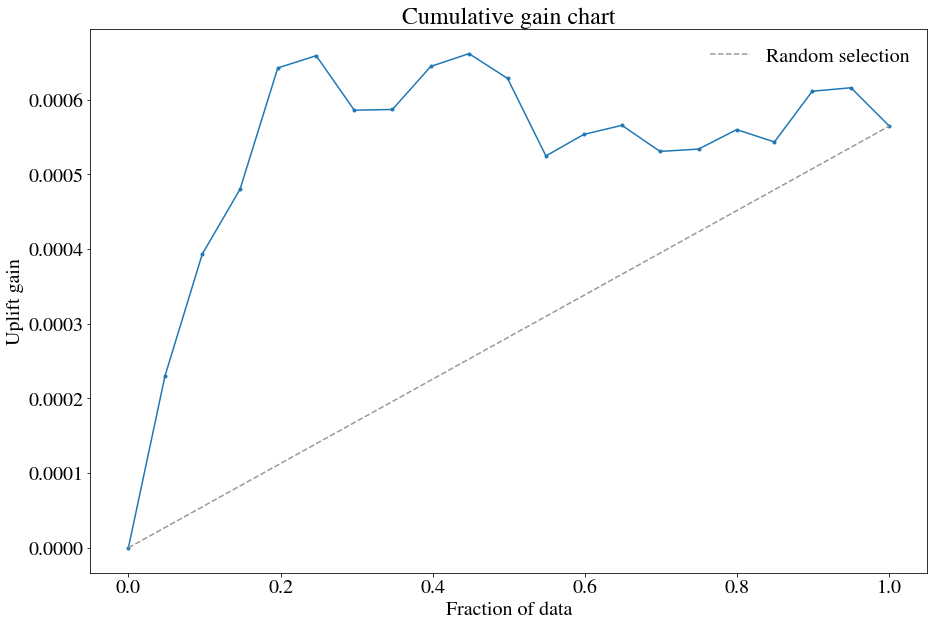 Cumulative gain chart
Random selection
Uplift gain
0.0006
0.0005
0.0004
0.0003
0.0002
0.0001
0.0000
0.0 0.2 0.4 0.6 0.8 1.0
Fraction of data